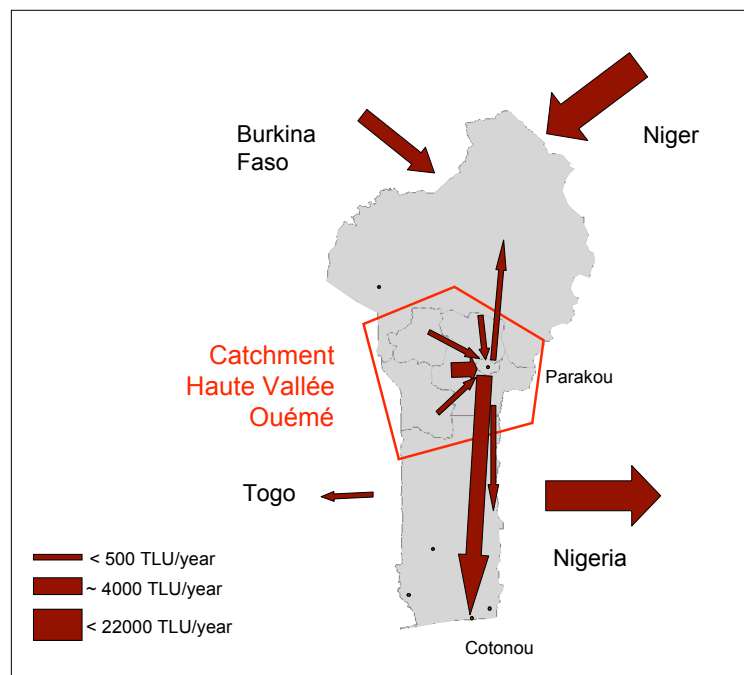 Burkina
Faso
Niger
Catchment
Haute Vallée
Ouémé
Parakou
Togo
Nigeria
< 500 TLU/year
~ 4000 TLU/year
< 22000 TLU/year
Cotonou